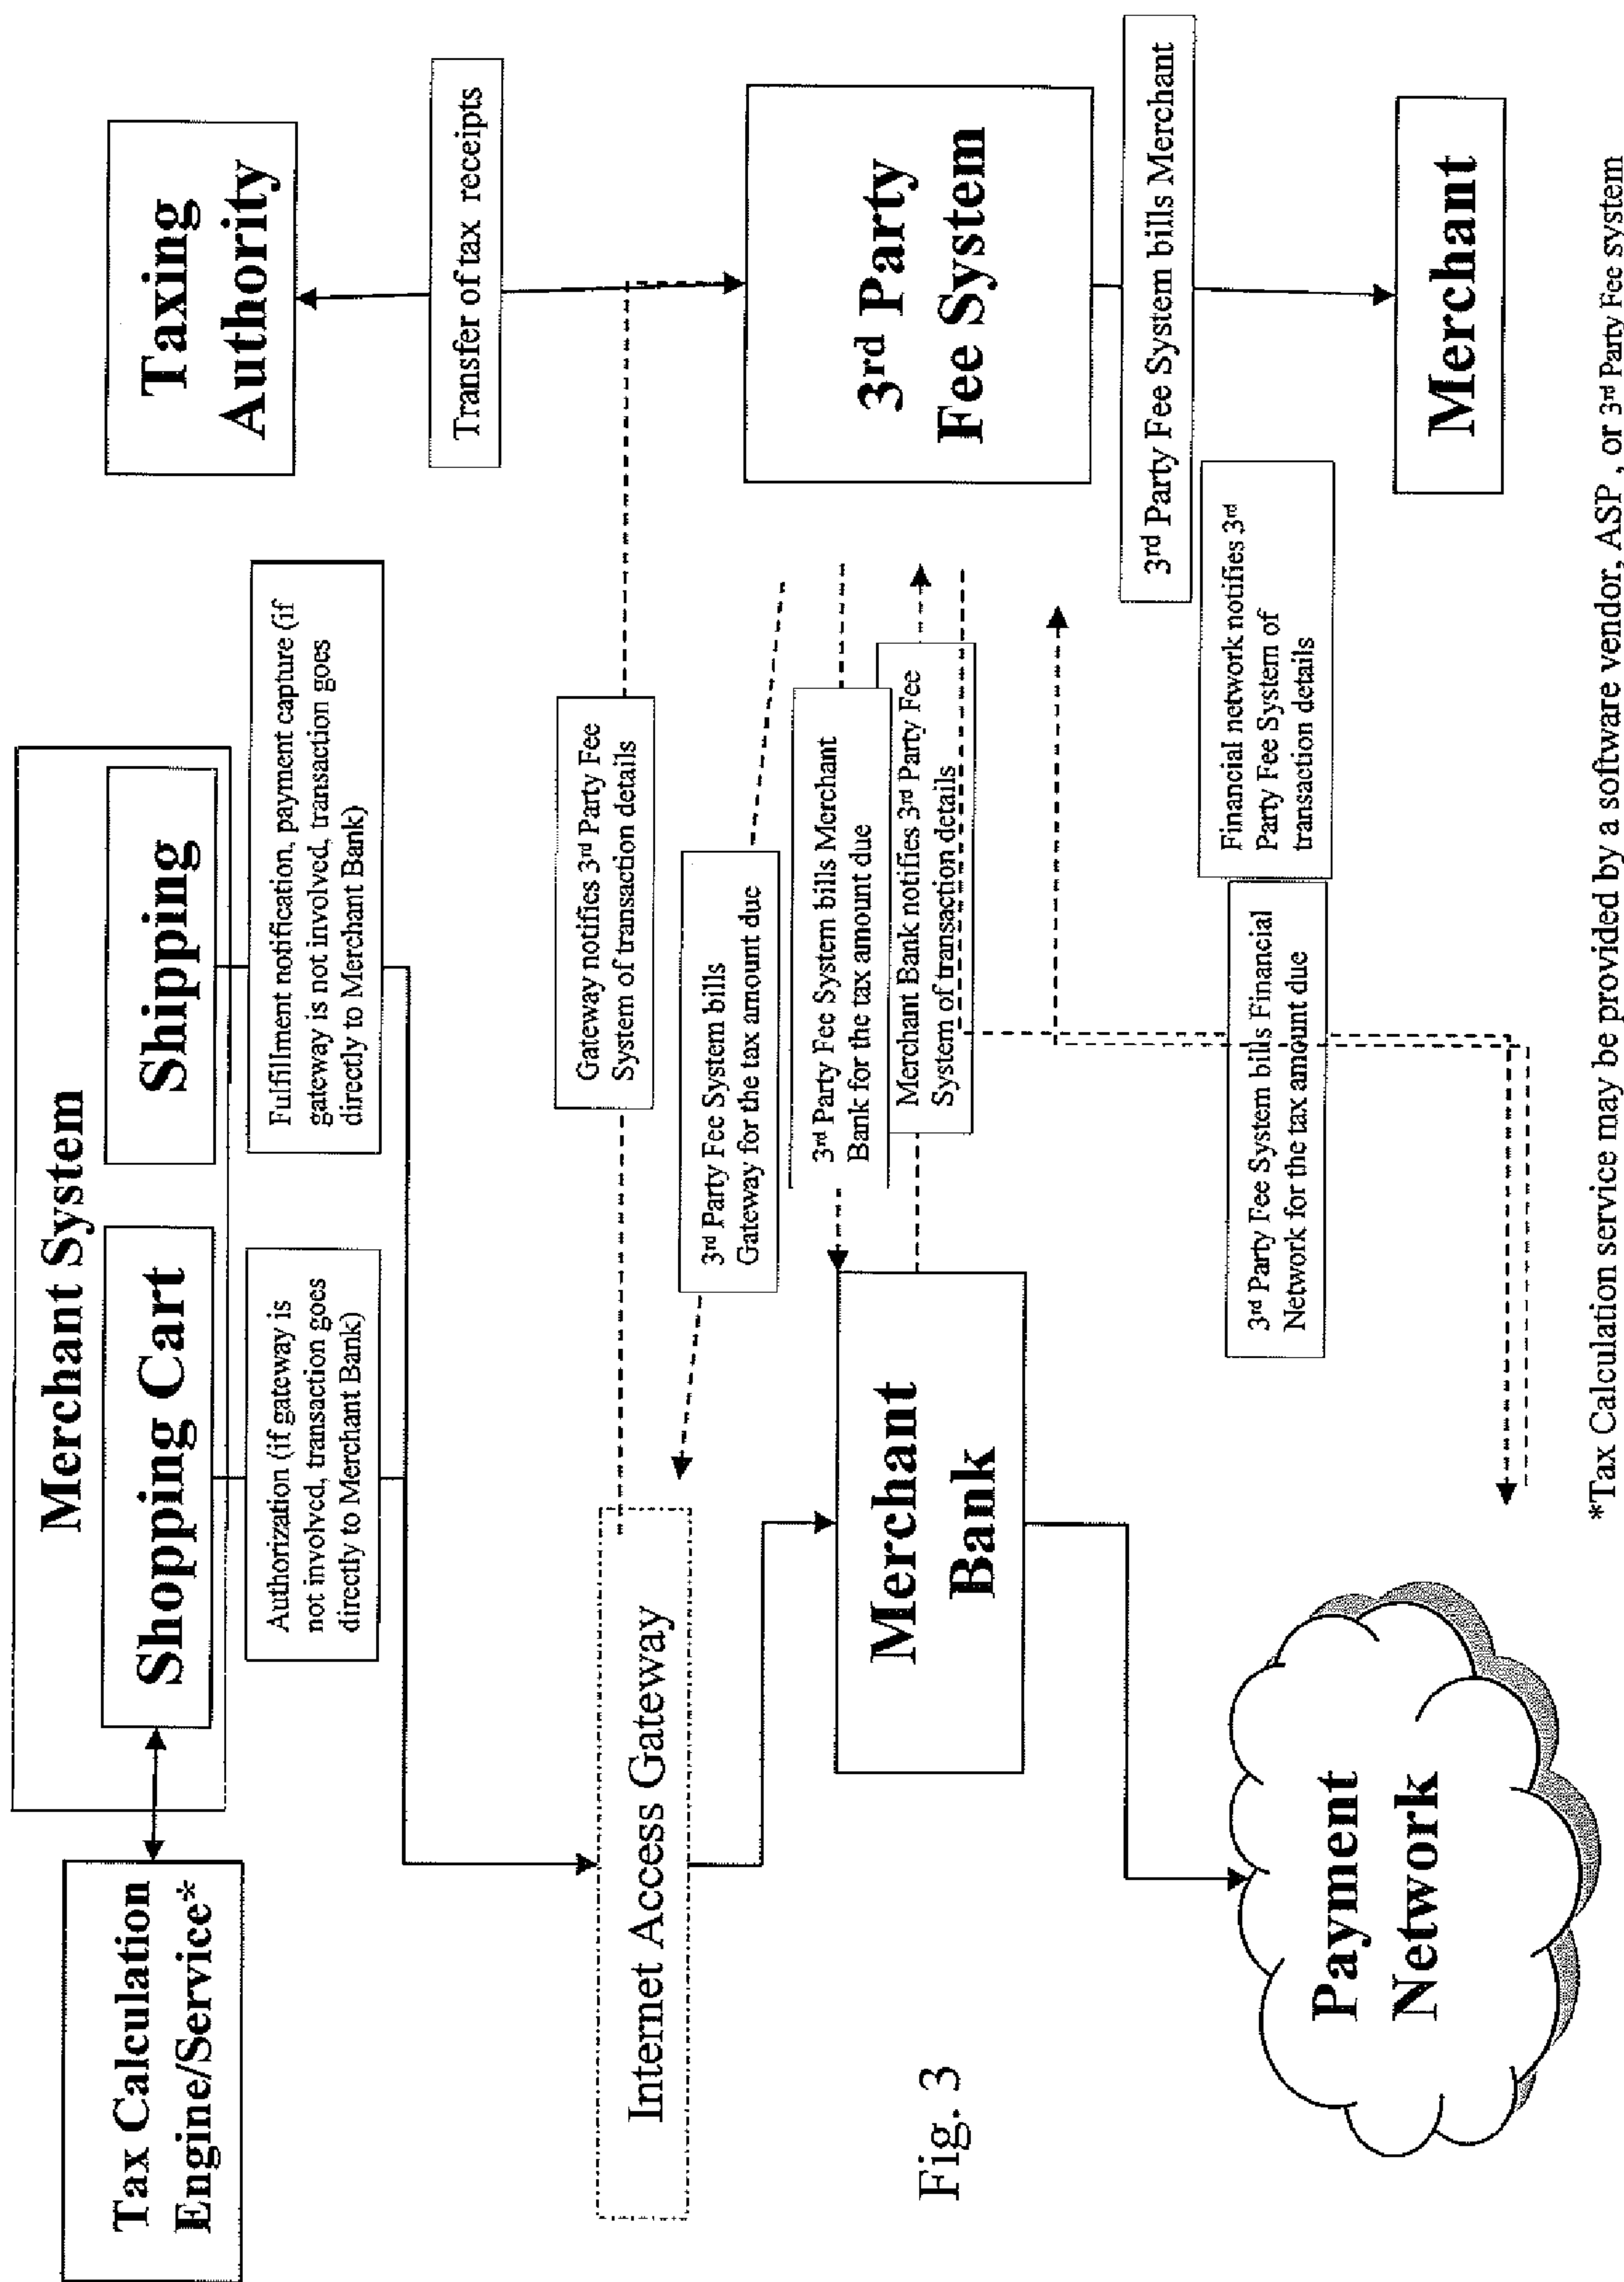 Merchant System
Tax Calculation
Engine/Service*
Shopping Cart
Shipping
Taxing
Authority
Authorization (if gateway is
not involved, transaction goes
directly to Merchant Bank)
Fulfillment notification, payment capture (if
gateway is not involved, transaction goes
directly to Merchant Bank)
Transfer of tax receipts
Internet Access Gateway
Gateway notifies 3rd Party Fee
System of transaction details
3rd Party Fee System bills
Gateway for the tax amount due
3rd Party Fee System bills Merchant
Bank for the tax amount due
Merchant Bank notifies 3rd Party Fee
System of transaction details
Merchant
Bank
3rd Party
Fee System
Fig. 3
3rd Party Fee System bills Merchant
Financial network notifies 3rd
Party Fee System of
transaction details
3rd Party Fee System bills Financial
Network for the tax amount due
Payment
Network
Merchant
*Tax Calculation service may be provided by a software vendor, ASP , or 3rd Party Fee system